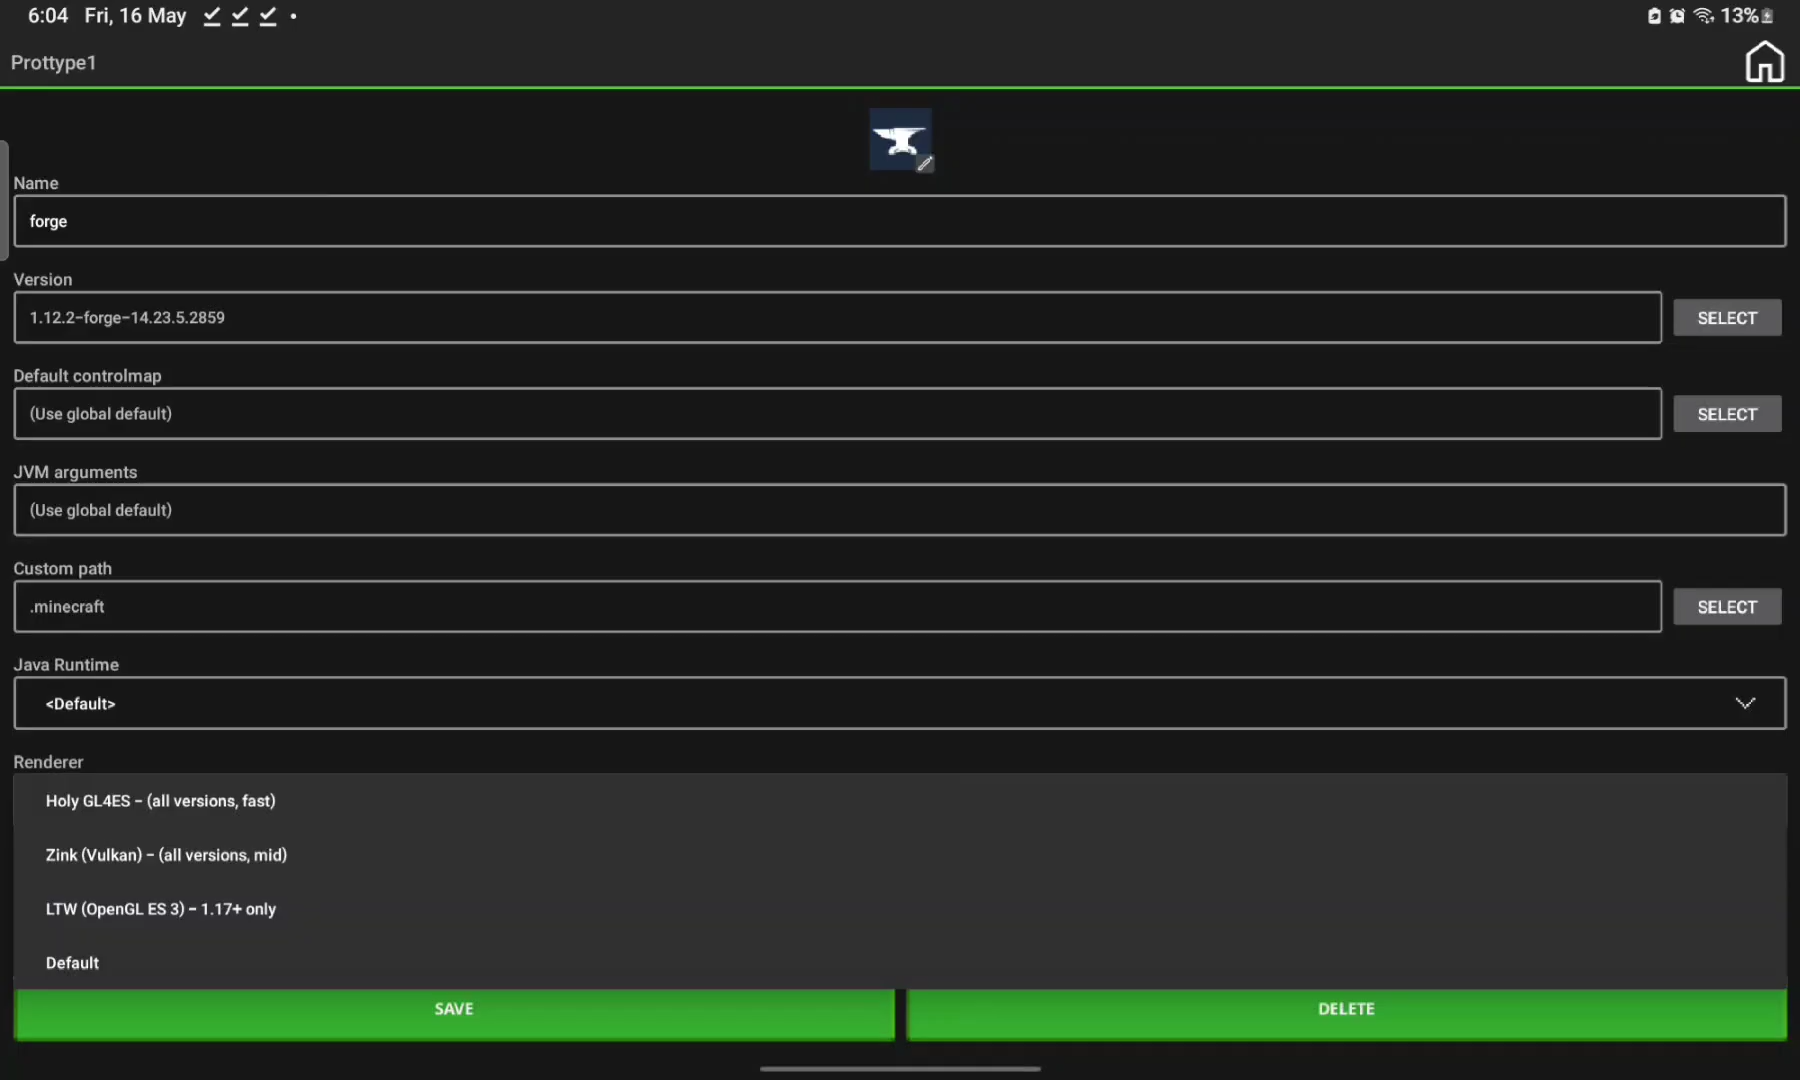 6:04 Fri, 16 May
13%
Prottype1
Name
forge
Version
1.12.2-forge-14.23.5.2859
SELECT
Default controlmap
(Use global default)
SELECT
JVM arguments
(Use global default)
Custom path
.minecraft
SELECT
Java Runtime
<Default>
Renderer
Holy GL4ES - (all versions, fast)
Zink (Vulkan) - (all versions, mid)
LTW (OpenGL ES 3) - 1.17+ only
Default
SAVE
DELETE